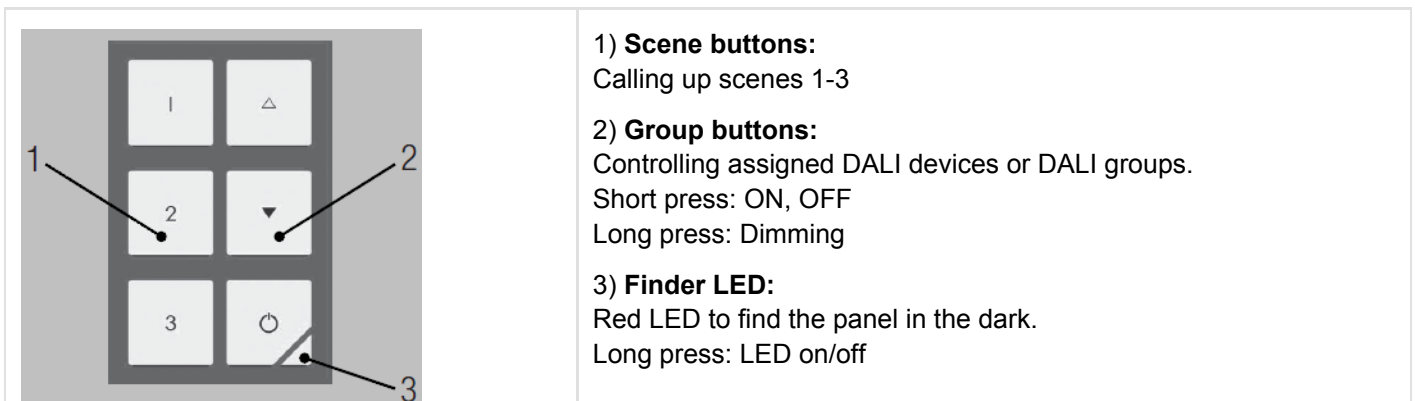 1
2
3
I
2
3
1) Scene buttons:
Calling up scenes 1-3
2) Group buttons:
Controlling assigned DALI devices or DALI groups.
Short press: ON, OFF
Long press: Dimming
3) Finder LED:
Red LED to find the panel in the dark.
Long press: LED on/off